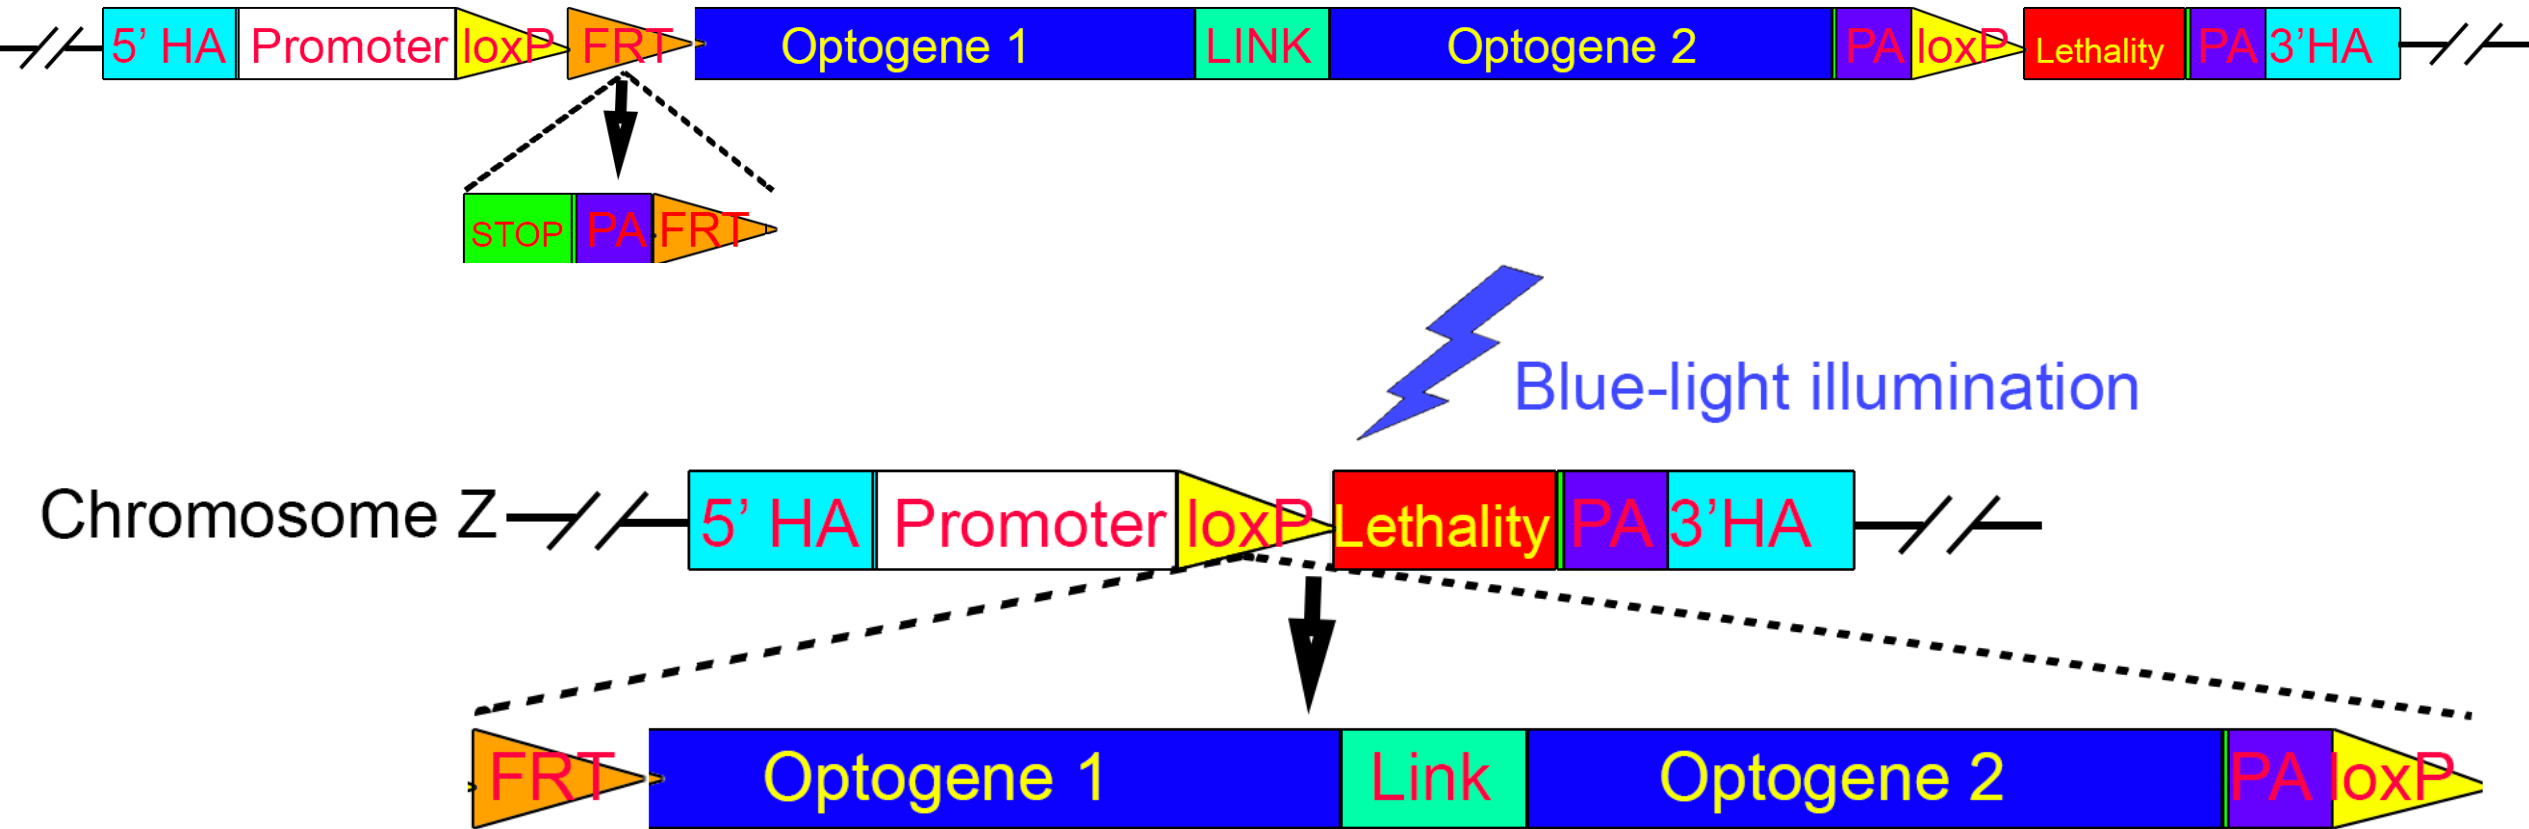 5’ HA Promoter loxP FRT Optogene 1 LINK Optogene 2 PA loxP Lethality PA 3’HA
STOP PA FRT
Blue-light illumination
Chromosome Z 5’ HA Promoter loxP Lethality PA 3’HA
FRT Optogene 1 Link Optogene 2 PA loxP